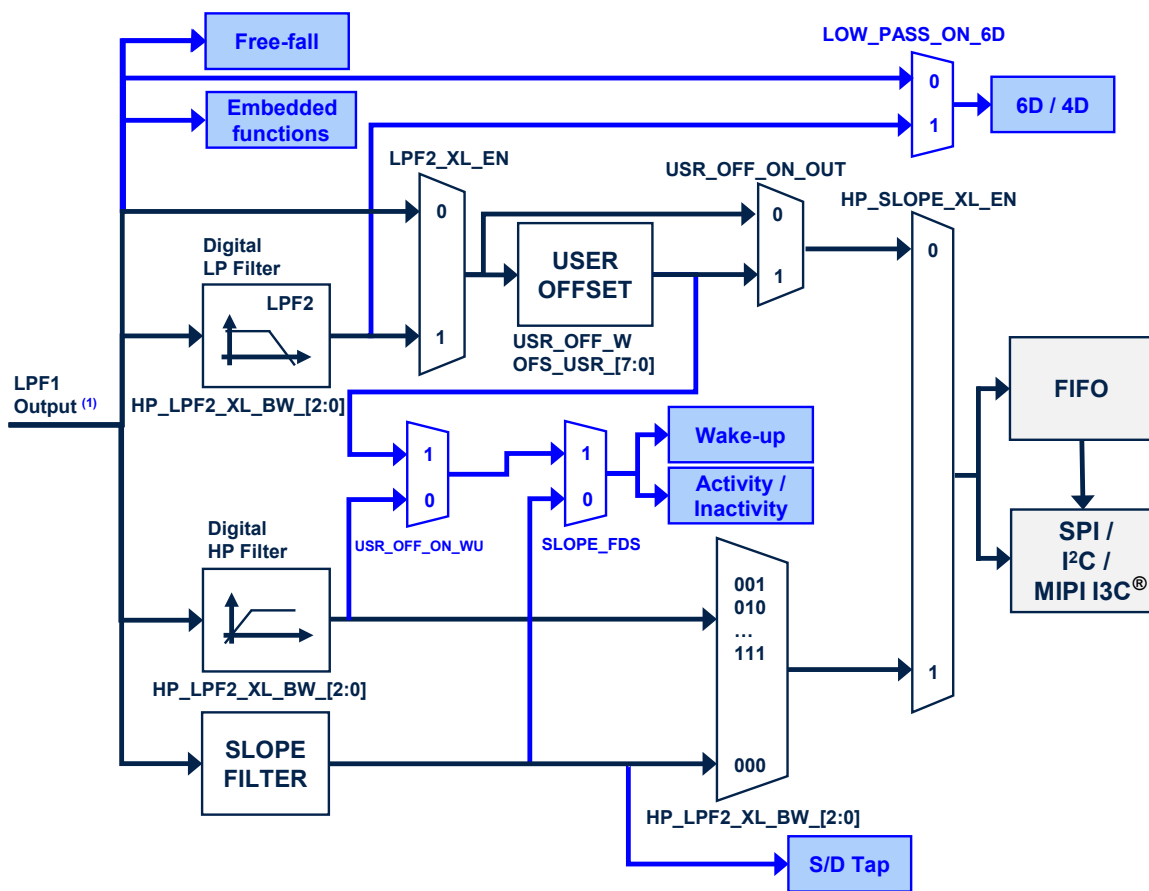 Free-fall
LOW_PASS_ON_6D
0
1
6D / 4D
Embedded
functions
LPF2_XL_EN
0
1
USR_OFF_ON_OUT
0
1
HP_SLOPE_XL_EN
0
1
Digital
LP Filter
LPF2
USER
OFFSET
USR_OFF_W
OFS_USR_[7:0]
LPF1
Output (1)
HP_LPF2_XL_BW_[2:0]
FIFO
1
0
USR_OFF_ON_WU
1
0
SLOPE_FDS
Wake-up
Activity /
Inactivity
SPI /
I²C /
MIPI I3C®
Digital
HP Filter
HP_LPF2_XL_BW_[2:0]
001
010
...
111
000
SLOPE
FILTER
HP_LPF2_XL_BW_[2:0]
S/D Tap